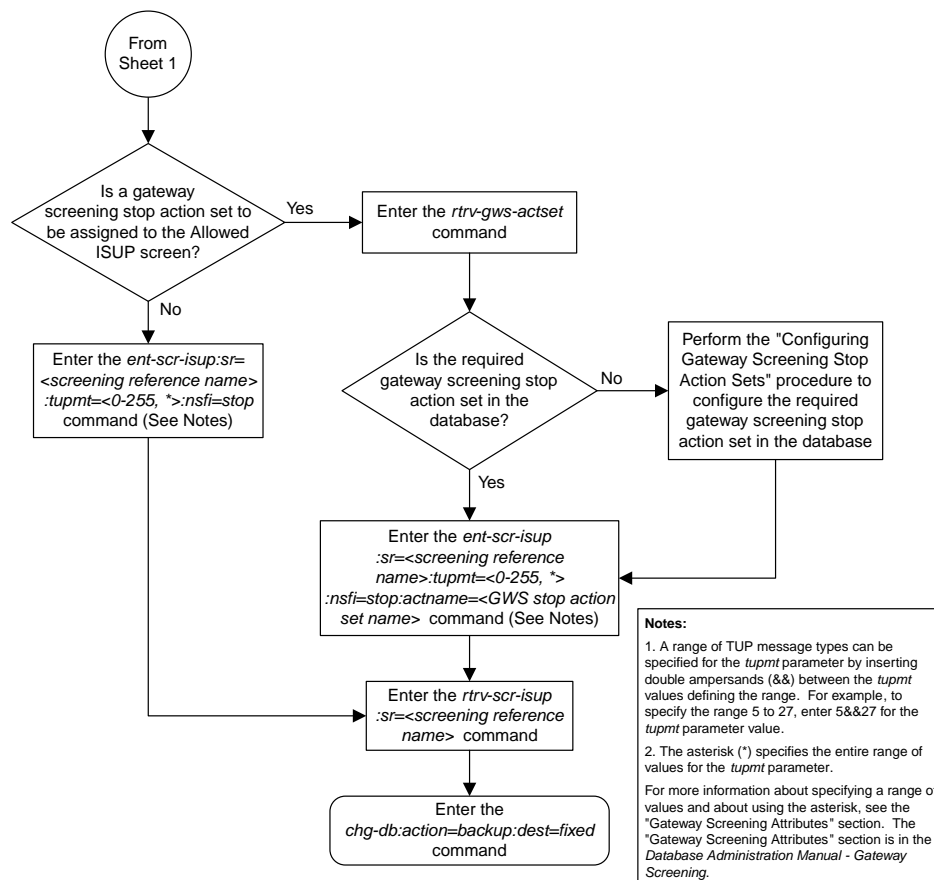 From
Sheet 1
Is a gateway
screening stop action set to
be assigned to the Allowed
ISUP screen?
Yes
No
Enter the rtrv-gws-actset
command
Enter the ent-scr-isup:sr=
<screening reference name>
:tupmt=<0-255, *>:nsfi=stop
command (See Notes)
Is the required
gateway screening stop
action set in the
database?
No
Yes
Perform the "Configuring
Gateway Screening Stop
Action Sets" procedure to
configure the required
gateway screening stop
action set in the database
Enter the ent-scr-isup
:sr=<screening reference
name>:tupmt=<0-255, *>
:nsfi=stop:actname=<GWS stop action
set name> command (See Notes)
Enter the rtrv-scr-isup
:sr=<screening reference
name> command
Enter the
chg-db:action=backup:dest=fixed
command
Notes:
1. A range of TUP message types can be
specified for the tupmt parameter by inserting
double ampersands (&&) between the tupmt
values defining the range. For example, to
specify the range 5 to 27, enter 5&&27 for the
tupmt parameter value.
2. The asterisk (*) specifies the entire range of
values for the tupmt parameter.
For more information about specifying a range of
values and about using the asterisk, see the
"Gateway Screening Attributes" section. The
"Gateway Screening Attributes" section is in the
Database Administration Manual - Gateway
Screening.